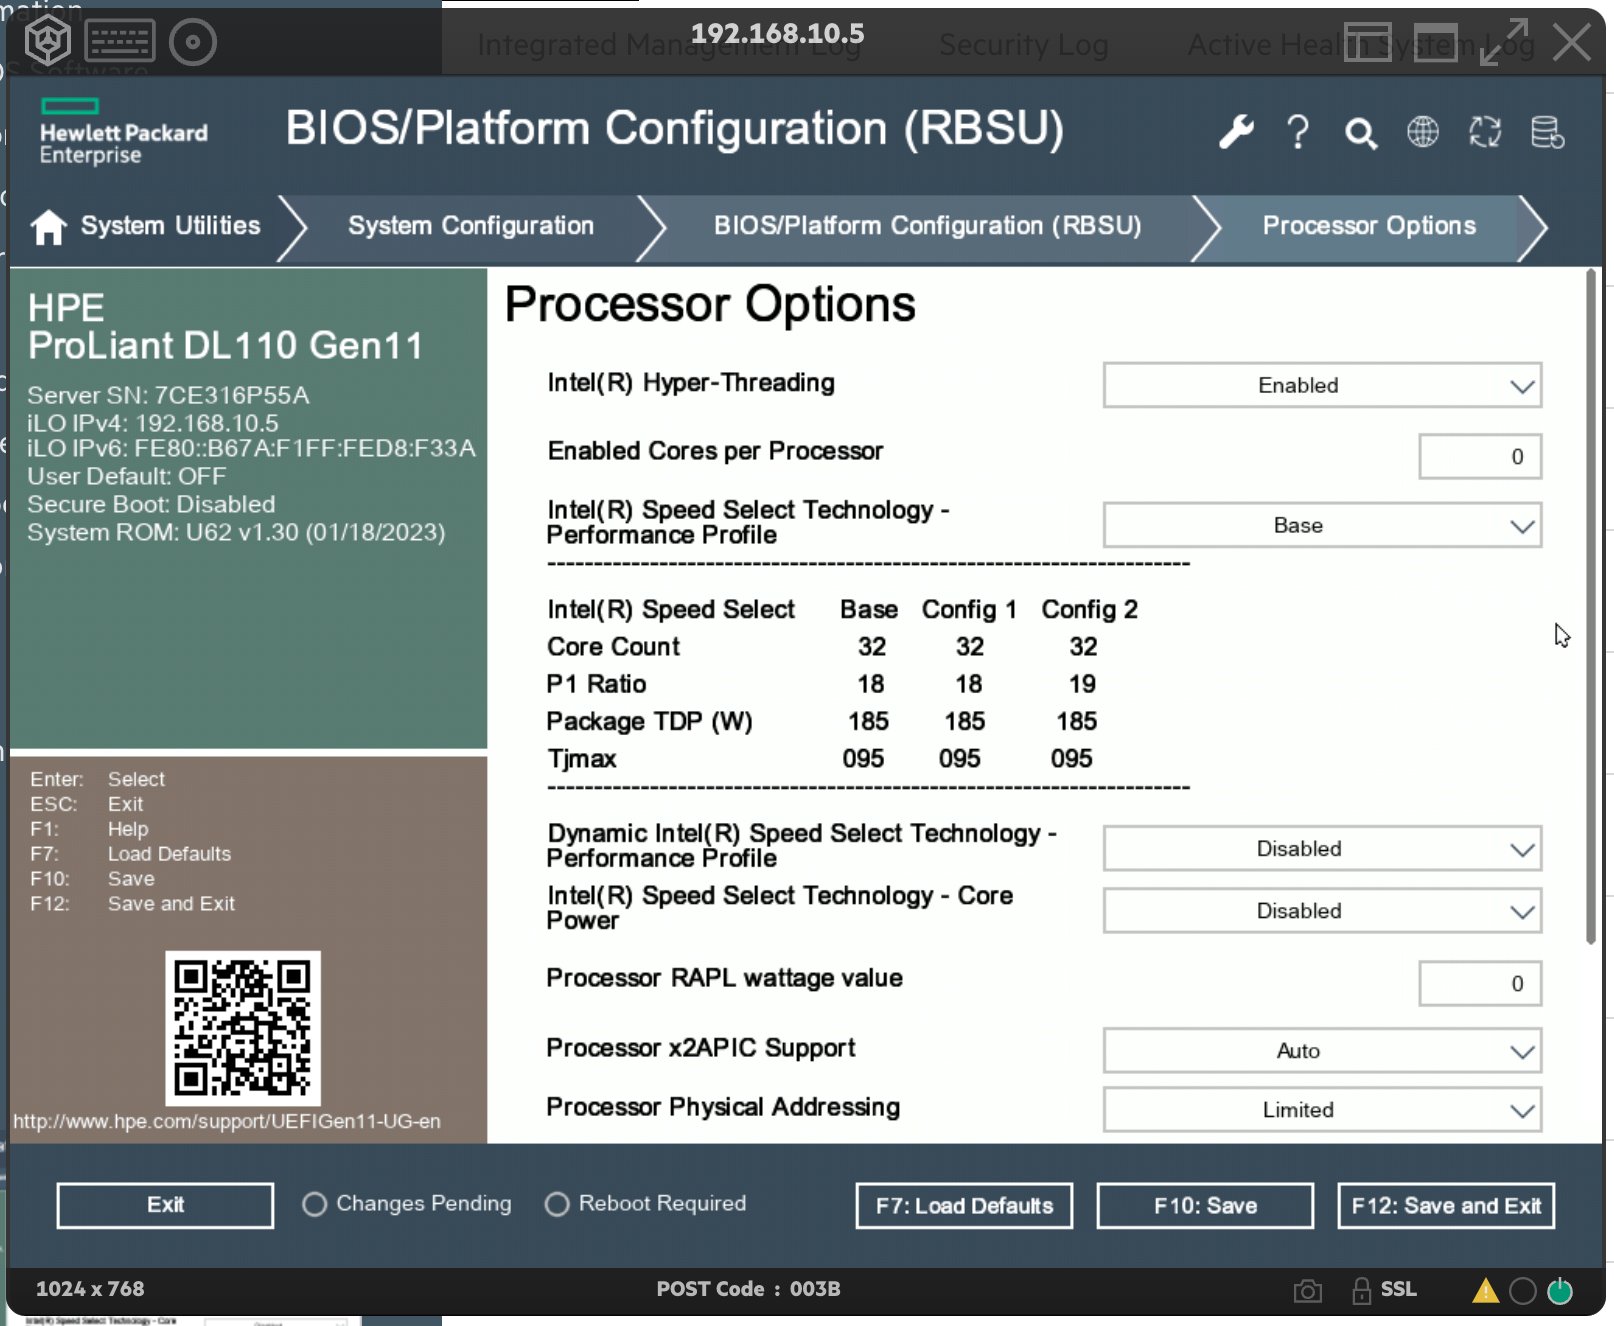 mation
192.168.10.5
Integrated Management Log
Security Log
Active Health System Log
OS Software
Hewlett Packard
Enterprise
BIOS/Platform Configuration (RBSU)
System Utilities
System Configuration
BIOS/Platform Configuration (RBSU)
Processor Options
HPE
ProLiant DL110 Gen11
Server SN: 7CE316P55A
iLO IPv4: 192.168.10.5
iLO IPv6: FE80::B67A:F1FF:FED8:F33A
User Default: OFF
Secure Boot: Disabled
System ROM: U62 v1.30 (01/18/2023)
Enter: Select
ESC: Exit
F1: Help
F7: Load Defaults
F10: Save
F12: Save and Exit
http://www.hpe.com/support/UEFIGen11-UG-en
Processor Options
Intel(R) Hyper-Threading
Enabled
Enabled Cores per Processor
0
Intel(R) Speed Select Technology -
Performance Profile
Base
--------------------------------------------------------------------
Intel(R) Speed Select Base Config 1 Config 2
Core Count 32 32 32
P1 Ratio 18 18 19
Package TDP (W) 185 185 185
Tjmax 095 095 095
--------------------------------------------------------------------
Dynamic Intel(R) Speed Select Technology -
Performance Profile
Disabled
Intel(R) Speed Select Technology - Core
Power
Disabled
Processor RAPL wattage value
0
Processor x2APIC Support
Auto
Processor Physical Addressing
Limited
Exit
Changes Pending
Reboot Required
F7: Load Defaults
F10: Save
F12: Save and Exit
1024 x 768
POST Code : 003B
SSL
Intel(R) Speed Select Technology - Core